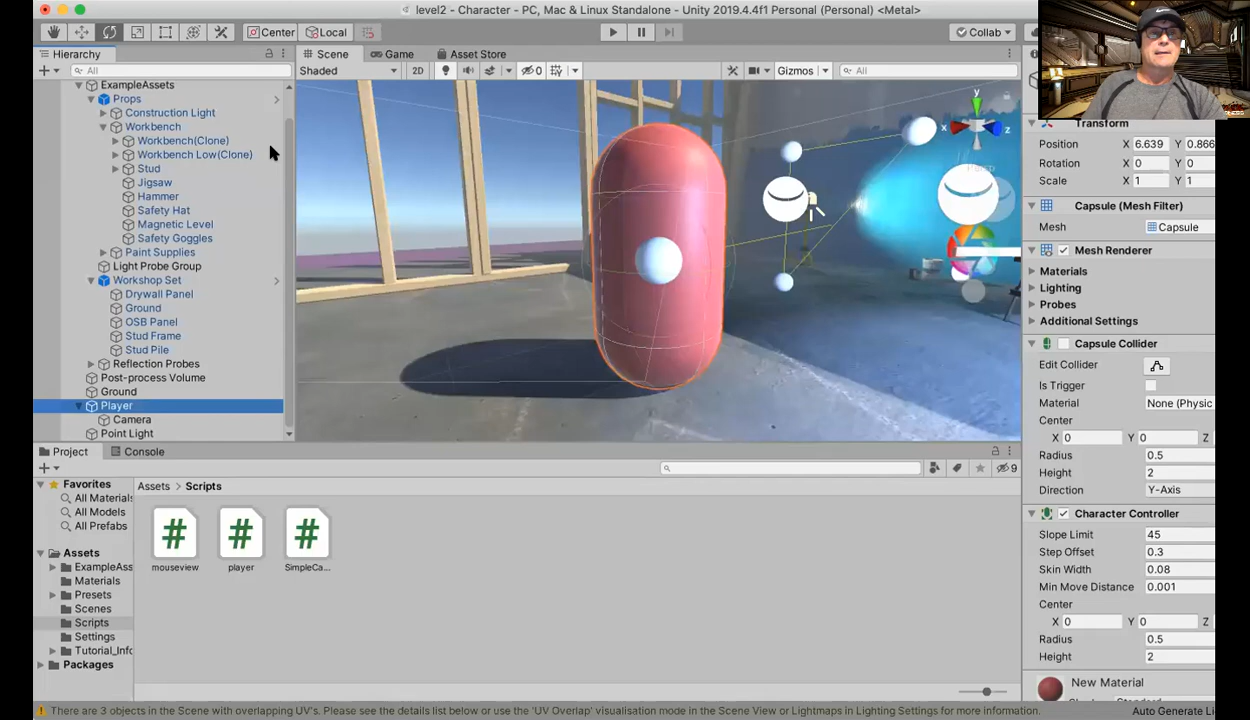 level2 - Character - PC, Mac & Linux Standalone - Unity 2019.4.4f1 Personal (Personal) <Metal>
Center
Local
Collab
Hierarchy
All
Scene
Game
Asset Store
Shaded
2D
0
Gizmos
All
ExampleAssets
Props
Construction Light
Workbench
Workbench(Clone)
Workbench Low(Clone)
Stud
Jigsaw
Hammer
Safety Hat
Magnetic Level
Safety Goggles
Paint Supplies
Light Probe Group
Workshop Set
Drywall Panel
Ground
OSB Panel
Stud Frame
Stud Pile
Reflection Probes
Post-process Volume
Ground
Player
Camera
Point Light
y
x
z
Persp
Transform
Position X 6.639 Y 0.866
Rotation X 0 Y 0
Scale X 1 Y 1
Capsule (Mesh Filter)
Mesh Capsule
Mesh Renderer
Materials
Lighting
Probes
Additional Settings
Capsule Collider
Edit Collider
Is Trigger
Material None (Physic
Center
X 0 Y 0 Z
Radius 0.5
Height 2
Direction Y-Axis
Character Controller
Slope Limit 45
Step Offset 0.3
Skin Width 0.08
Min Move Distance 0.001
Center
X 0 Y 0 Z
Radius 0.5
Height 2
New Material
Project
Console
9
Favorites
All Materials
All Models
All Prefabs
Assets
ExampleAss
Materials
Presets
Scenes
Scripts
Settings
Tutorial_Info
Packages
Assets > Scripts
mouseview
player
SimpleCa...
There are 3 objects in the Scene with overlapping UV's. Please see the details list below or use the 'UV Overlap' visualisation mode in the Scene View or Lightmaps in Lighting Settings for more information.
Auto Generate Li